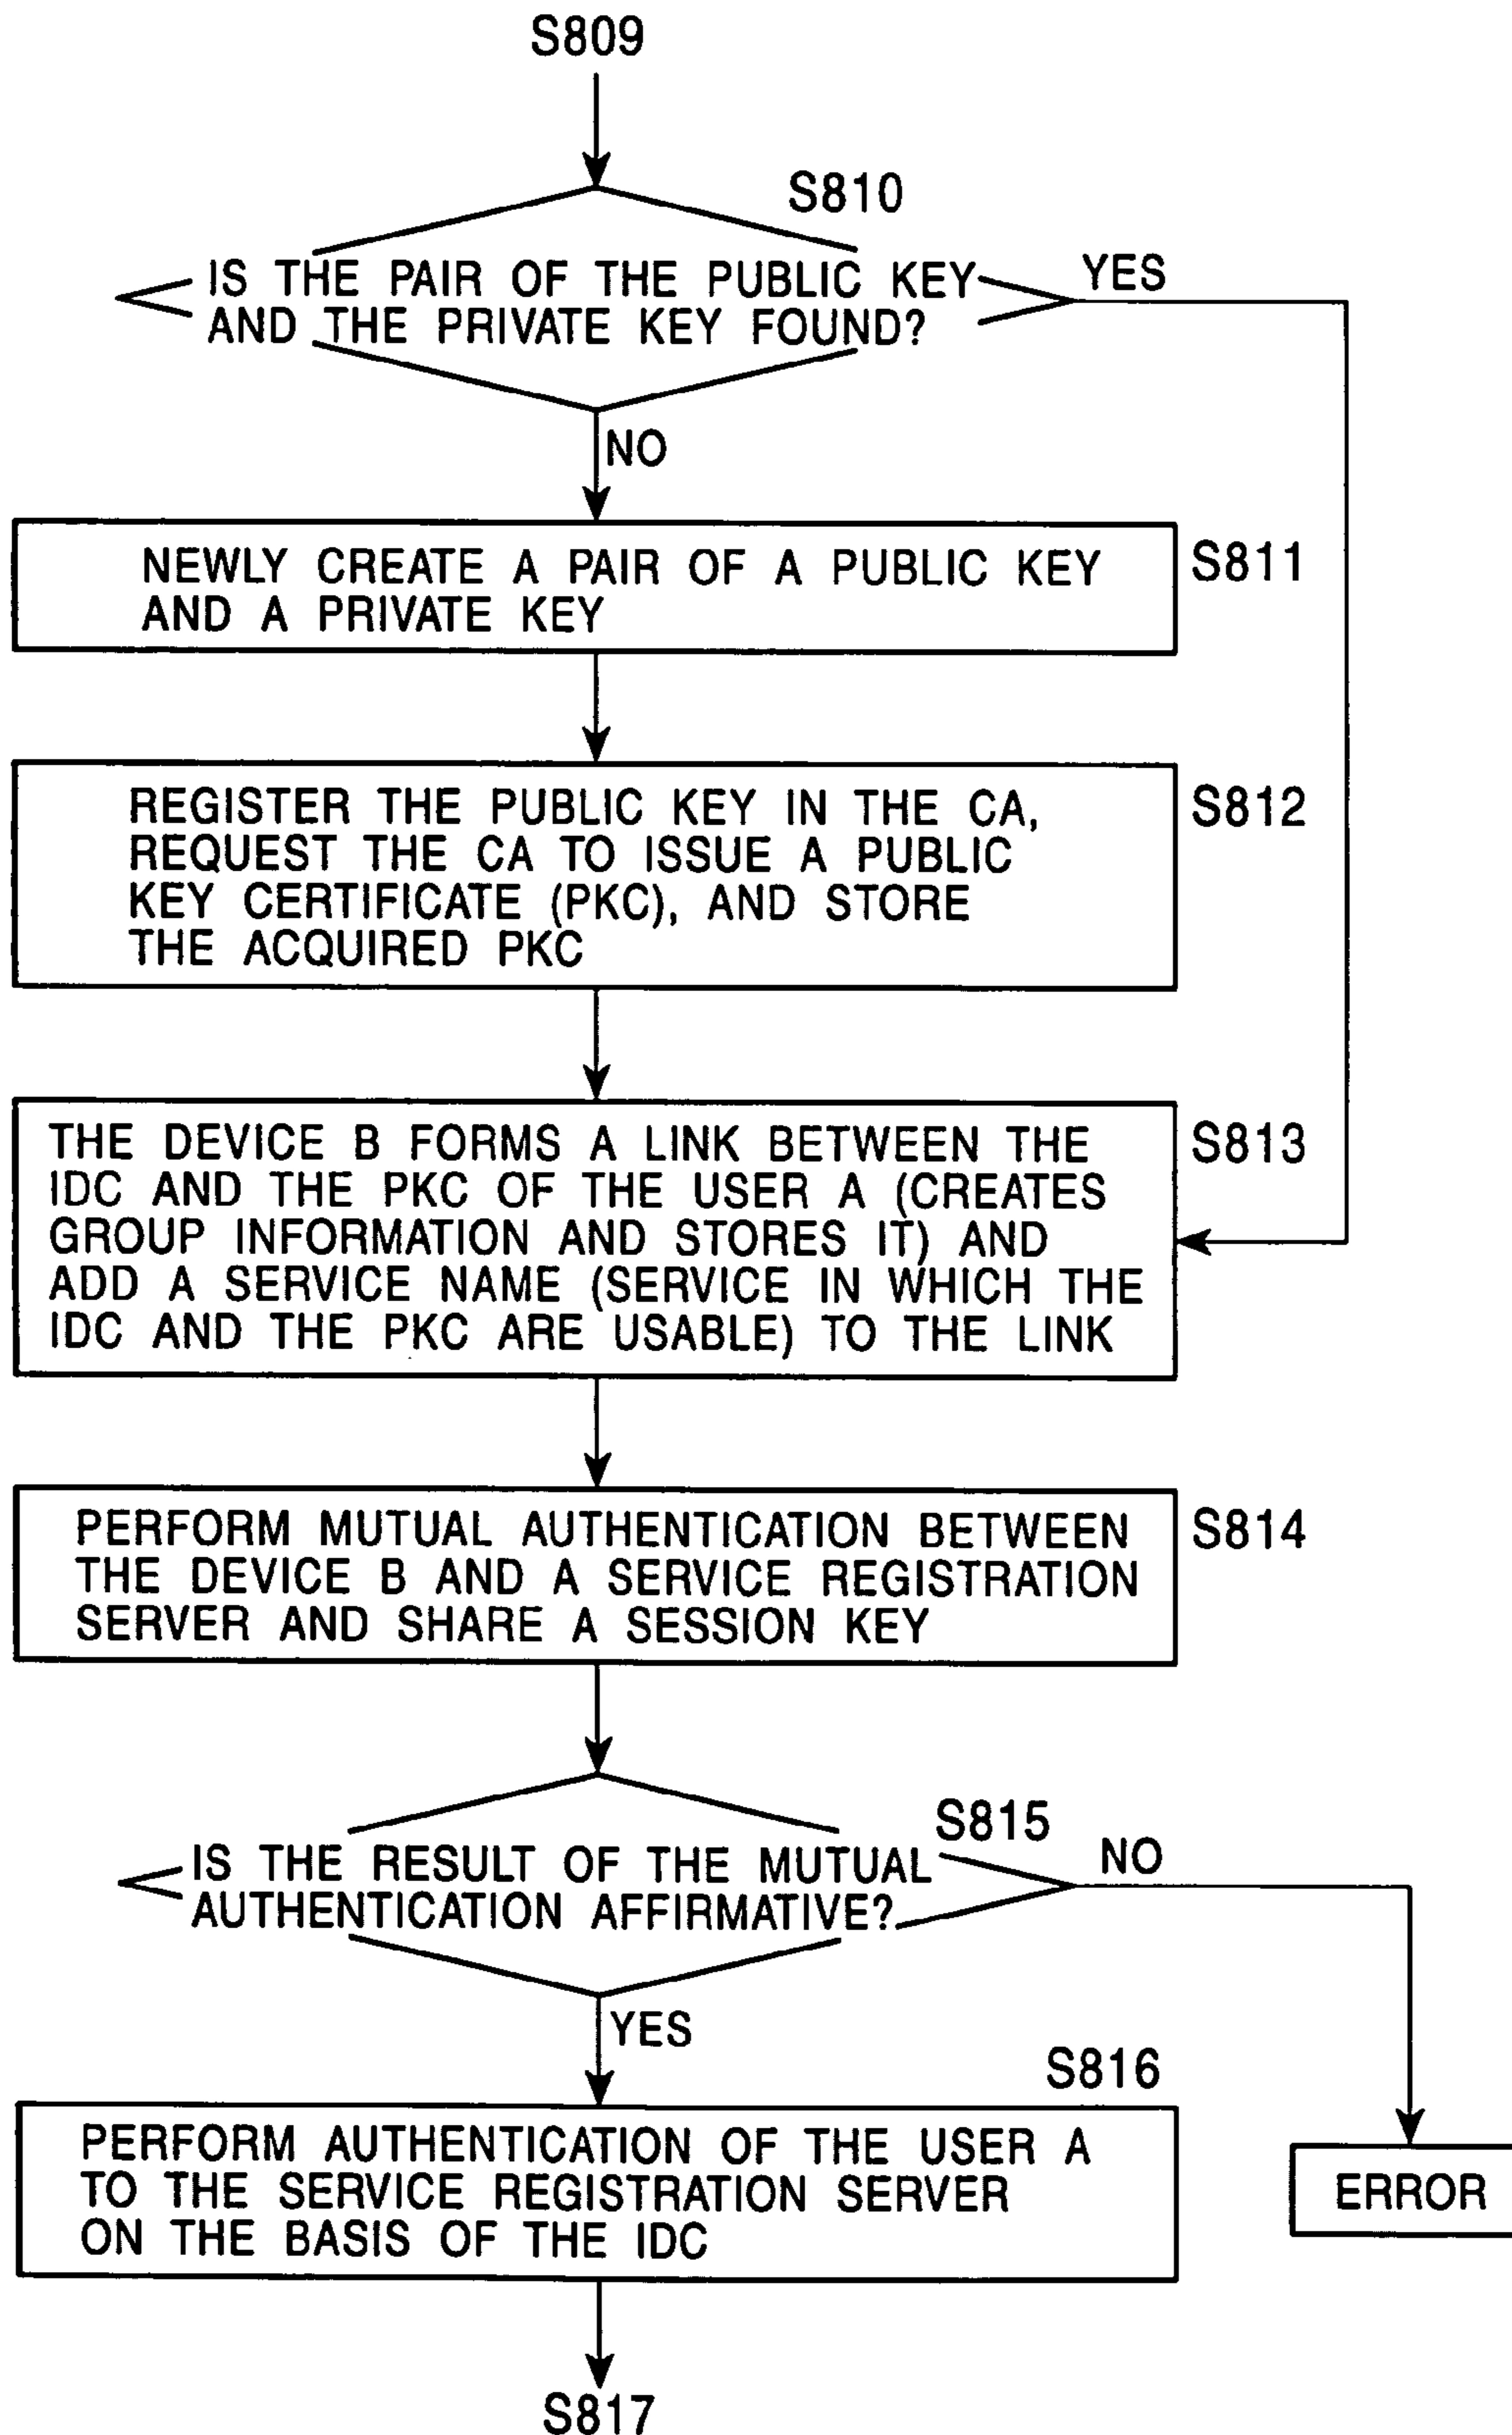 S809
S810
IS THE PAIR OF THE PUBLIC KEY
AND THE PRIVATE KEY FOUND?
YES
NO
NEWLY CREATE A PAIR OF A PUBLIC KEY
AND A PRIVATE KEY
S811
REGISTER THE PUBLIC KEY IN THE CA,
REQUEST THE CA TO ISSUE A PUBLIC
KEY CERTIFICATE (PKC), AND STORE
THE ACQUIRED PKC
S812
THE DEVICE B FORMS A LINK BETWEEN THE
IDC AND THE PKC OF THE USER A (CREATES
GROUP INFORMATION AND STORES IT) AND
ADD A SERVICE NAME (SERVICE IN WHICH THE
IDC AND THE PKC ARE USABLE) TO THE LINK
S813
PERFORM MUTUAL AUTHENTICATION BETWEEN
THE DEVICE B AND A SERVICE REGISTRATION
SERVER AND SHARE A SESSION KEY
S814
S815
IS THE RESULT OF THE MUTUAL
AUTHENTICATION AFFIRMATIVE?
NO
YES
S816
PERFORM AUTHENTICATION OF THE USER A
TO THE SERVICE REGISTRATION SERVER
ON THE BASIS OF THE IDC
ERROR
S817